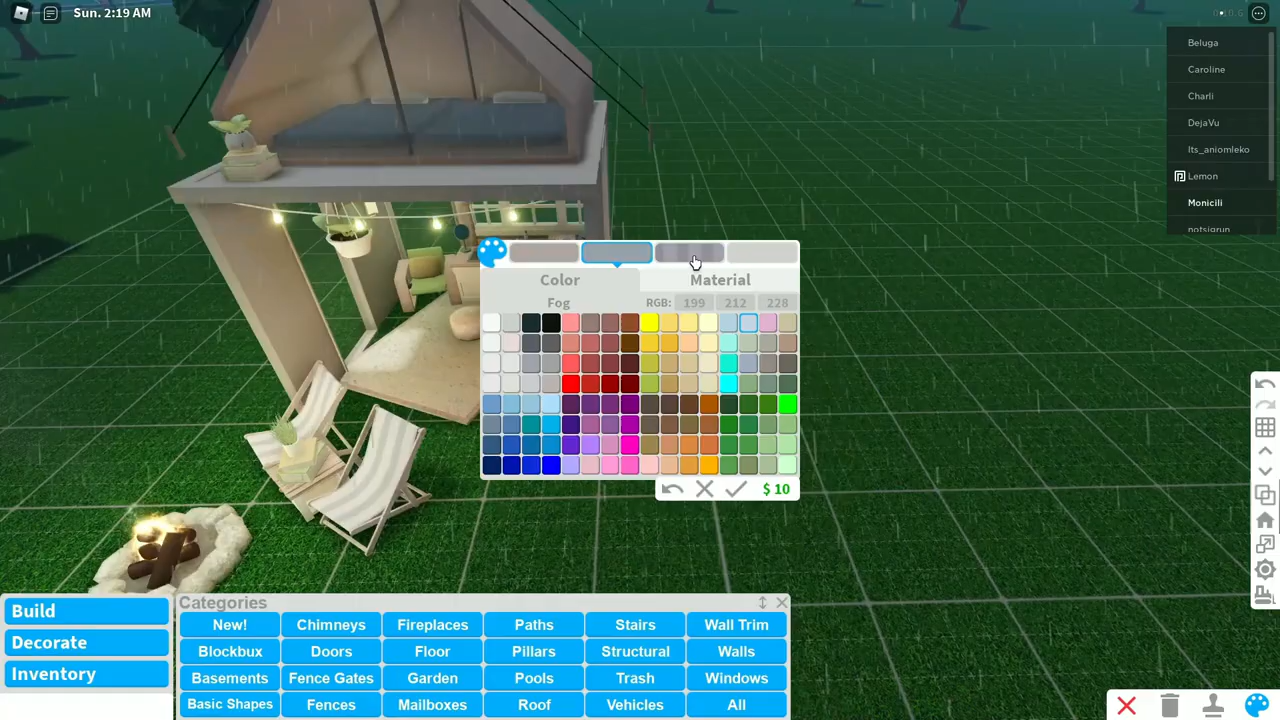 Sun. 2:19 AM
Beluga
Caroline
Charli
DejaVu
Its_aniomleko
Lemon
Monicili
notsigrun
Color
Material
Fog
RGB: 199 212 228
$ 10
Build
Decorate
Inventory
Categories
New! Chimneys Fireplaces Paths Stairs Wall Trim
Blockbux Doors Floor Pillars Structural Walls
Basements Fence Gates Garden Pools Trash Windows
Basic Shapes Fences Mailboxes Roof Vehicles All